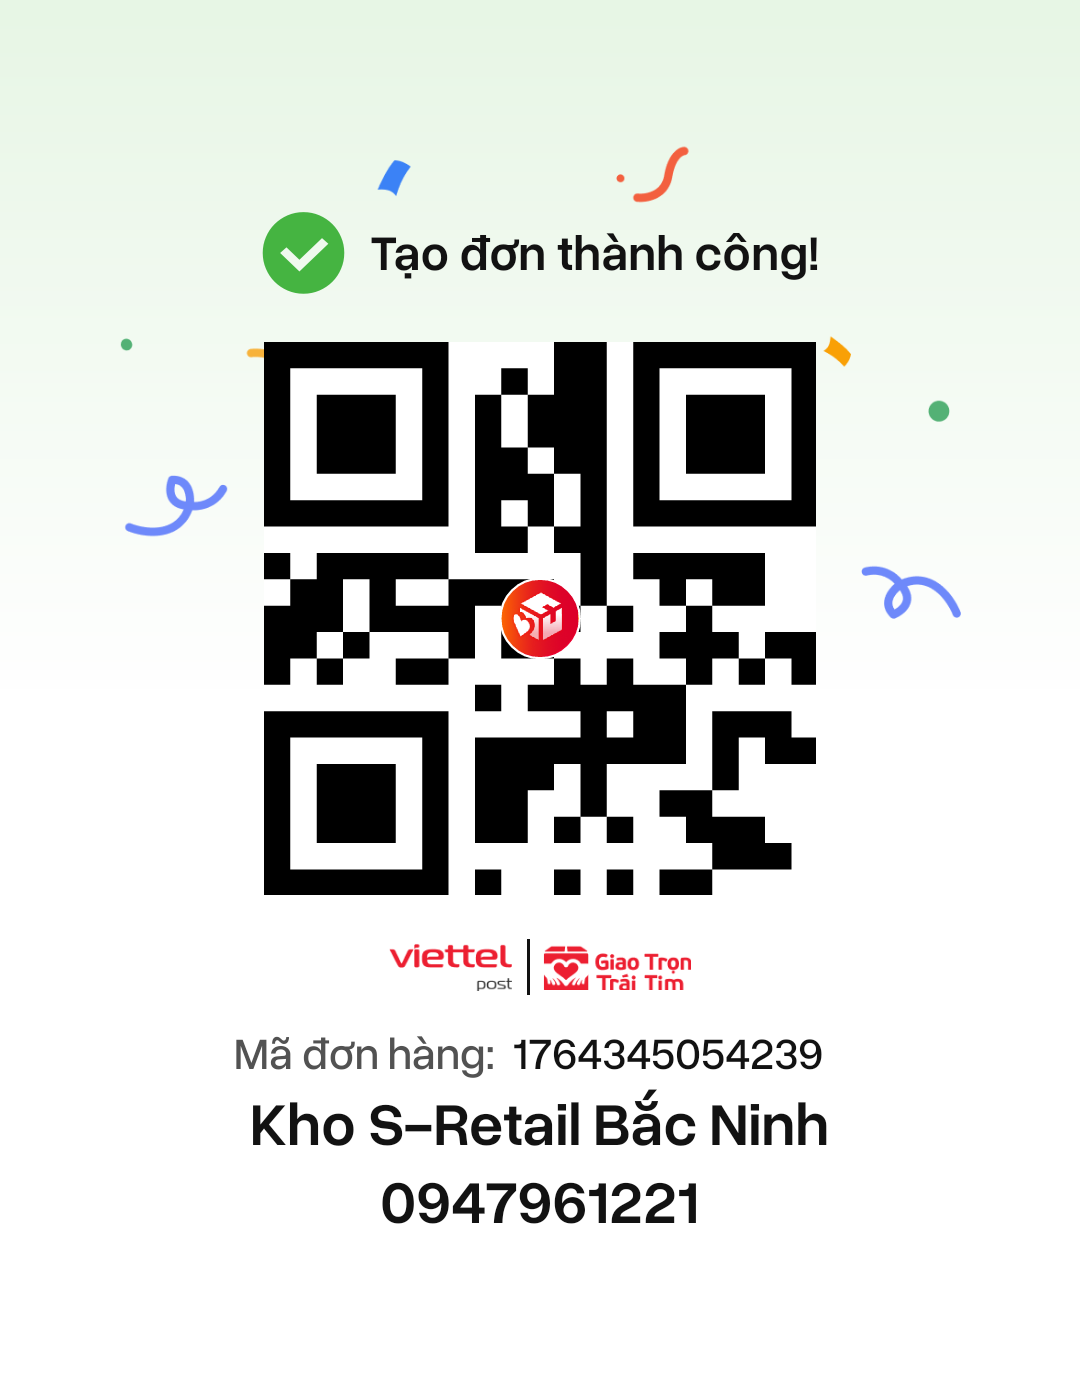 Tạo đơn thành công!
viettel
post
Giao Trọn
Trái Tim
Mã đơn hàng: 1764345054239
Kho S-Retail Bắc Ninh
0947961221